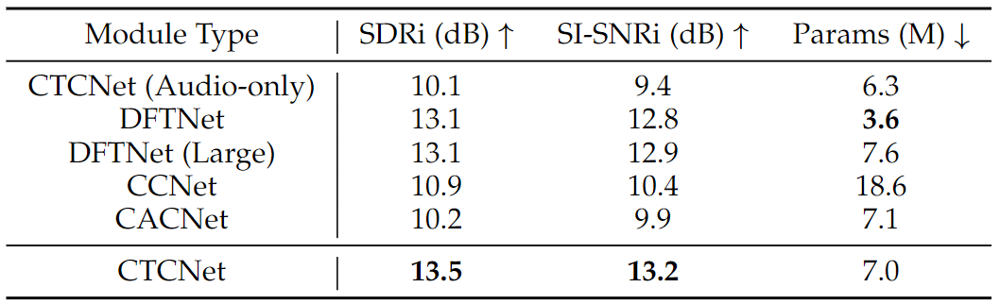 Module Type SDRi (dB) ↑ SI-SNRi (dB) ↑ Params (M) ↓
CTCNet (Audio-only) 10.1 9.4 6.3
DFTNet 13.1 12.8 3.6
DFTNet (Large) 13.1 12.9 7.6
CCNet 10.9 10.4 18.6
CACNet 10.2 9.9 7.1
CTCNet 13.5 13.2 7.0